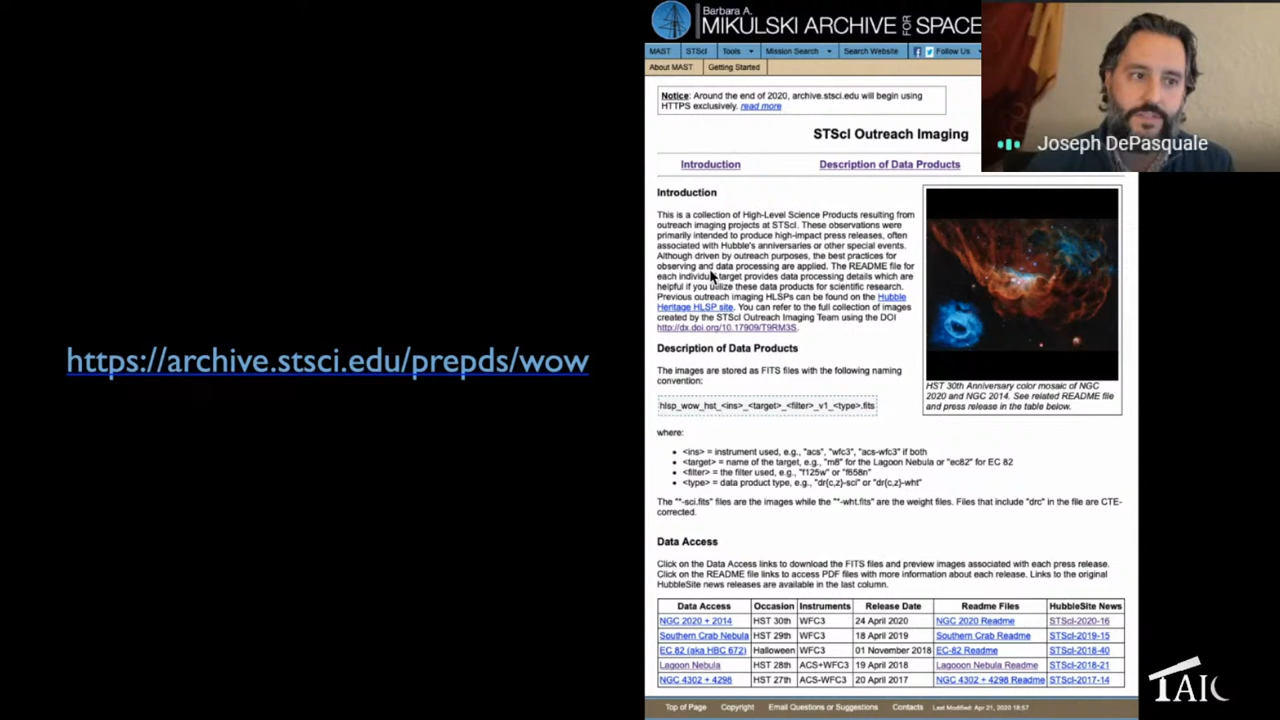 https://archive.stsci.edu/prepds/wow
Barbara A.
MIKULSKI ARCHIVE FOR SPACE
MAST STScI Tools Mission Search Search Website Follow Us
About MAST Getting Started
Notice: Around the end of 2020, archive.stsci.edu will begin using
HTTPS exclusively. read more
STScI Outreach Imaging
Joseph DePasquale
Introduction Description of Data Products
Introduction
This is a collection of High-Level Science Products resulting from
outreach imaging projects at STScI. These observations were
primarily intended to produce high-impact press releases, often
associated with Hubble's anniversaries or other special events.
Although driven by outreach purposes, the best practices for
observing and data processing are applied. The README file for
each individual target provides data processing details which are
helpful if you utilize these data products for scientific research.
Previous outreach imaging HLSPs can be found on the Hubble
Heritage HLSP site. You can refer to the full collection of images
created by the STScI Outreach Imaging Team using the DOI
http://dx.doi.org/10.17909/T9RM3S.
HST 30th Anniversary color mosaic of NGC
2020 and NGC 2014. See related README file
and press release in the table below.
Description of Data Products
The images are stored as FITS files with the following naming
convention:
hlsp_wow_hst_<ins>_<target>_<filter>_v1_<type>.fits
where:
<ins> = instrument used, e.g., "acs", "wfc3", "acs-wfc3" if both
<target> = name of the target, e.g., "m8" for the Lagoon Nebula or "ec82" for EC 82
<filter> = the filter used, e.g., "f125w" or "f658n"
<type> = data product type, e.g., "dr{c,z}-sci" or "dr{c,z}-wht"
The "*-sci.fits" files are the images while the "*-wht.fits" are the weight files. Files that include "drc" in the file are CTE-
corrected.
Data Access
Click on the Data Access links to download the FITS files and preview images associated with each press release.
Click on the README file links to access PDF files with more information about each release. Links to the original
HubbleSite news releases are available in the last column.
Data Access Occasion Instruments Release Date Readme Files HubbleSite News
NGC 2020 + 2014 HST 30th WFC3 24 April 2020 NGC 2020 Readme STScI-2020-16
Southern Crab Nebula HST 29th WFC3 18 April 2019 Southern Crab Readme STScI-2019-15
EC 82 (aka HBC 672) Halloween WFC3 01 November 2018 EC-82 Readme STScI-2018-40
Lagoon Nebula HST 28th ACS+WFC3 19 April 2018 Lagooon Nebula Readme STScI-2018-21
NGC 4302 + 4298 HST 27th ACS-WFC3 20 April 2017 NGC 4302 + 4298 Readme STScI-2017-14
Top of Page Copyright Email Questions or Suggestions Contacts Last Modified: Apr 21, 2020 18:57
TAIC